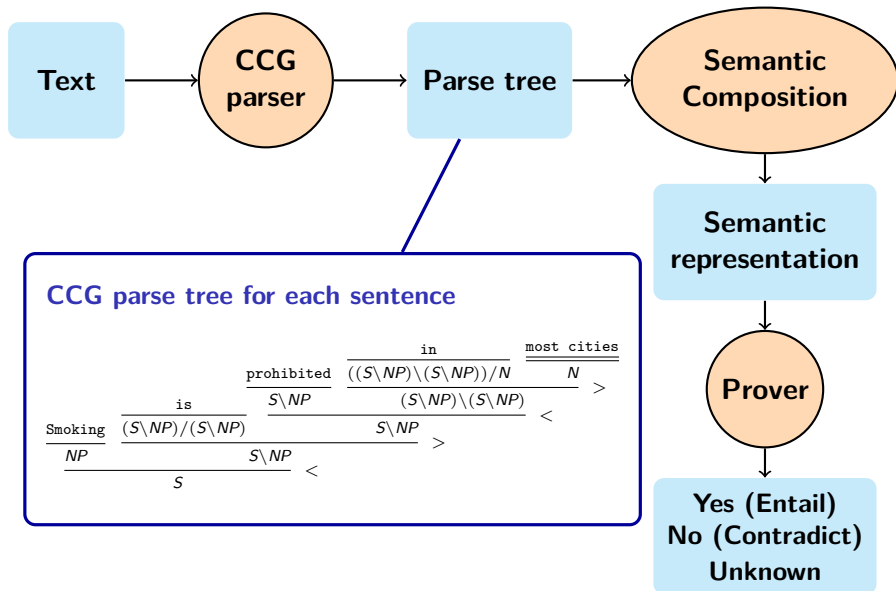 Text
CCG
parser
Parse tree
Semantic
Composition
Semantic
representation
CCG parse tree for each sentence
in
most cities
prohibited
((S\NP)\(S\NP))/N
N
>
is
S\NP
(S\NP)\(S\NP)
<
Smoking
(S\NP)/(S\NP)
S\NP
>
NP
S\NP
<
S
Prover
Yes (Entail)
No (Contradict)
Unknown